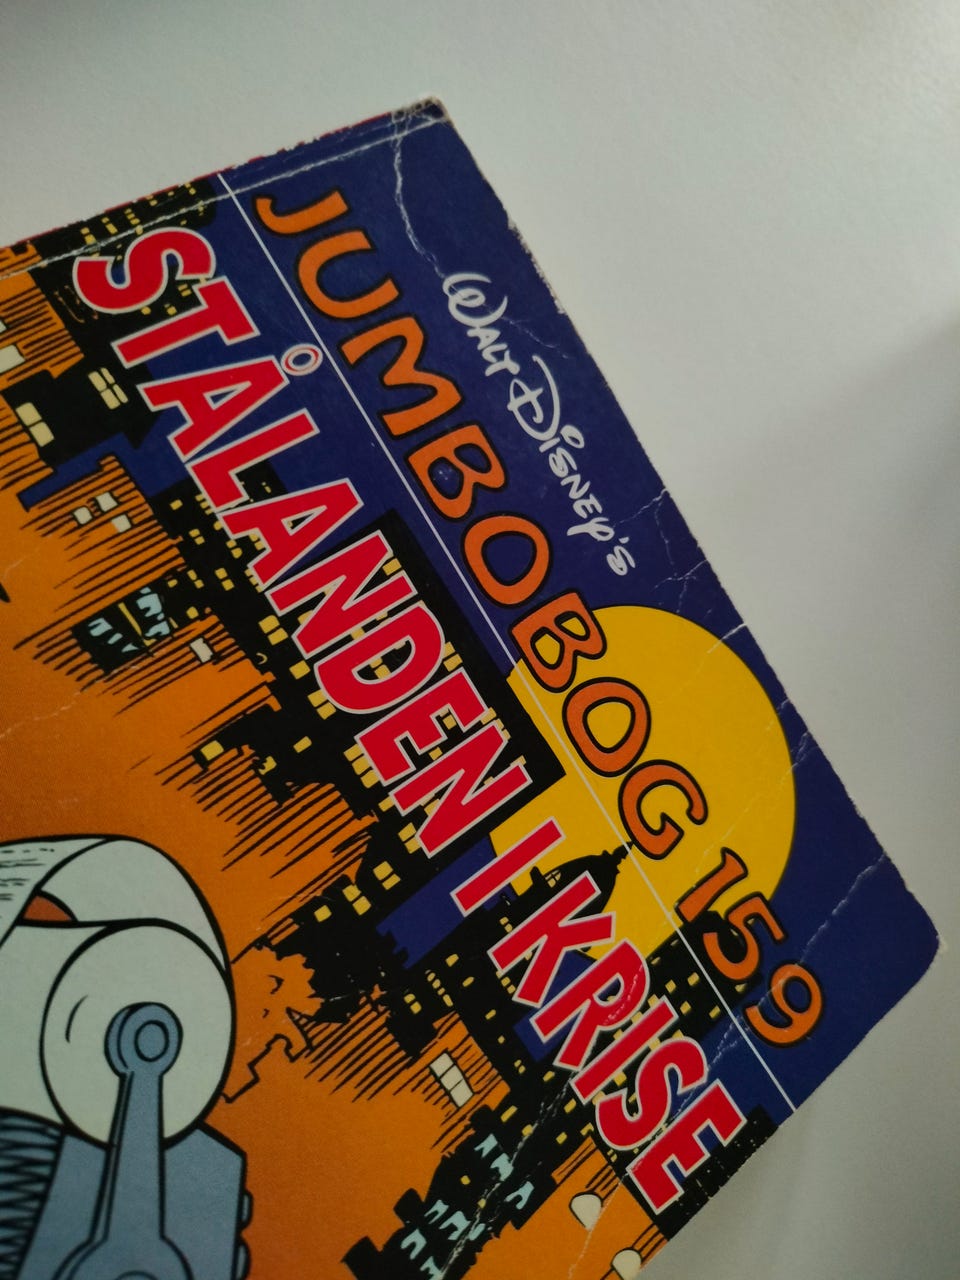 WALT DISNEY'S
JUMBOBOG 159
STÅLANDEN I KRISE